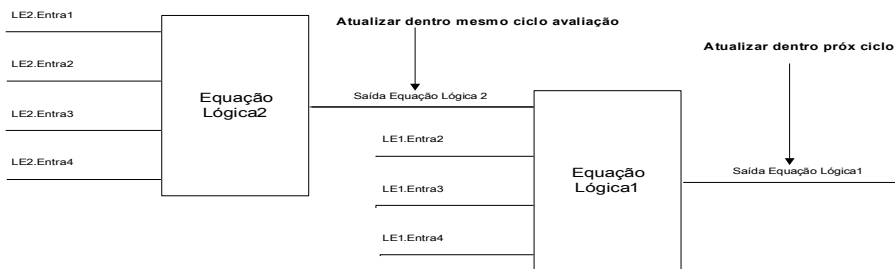 LE2.Entra1
LE2.Entra2
LE2.Entra3
LE2.Entra4
Equação
Lógica2
Atualizar dentro mesmo ciclo avaliação
Saída Equação Lógica 2
LE1.Entra2
LE1.Entra3
LE1.Entra4
Equação
Lógica1
Atualizar dentro próx ciclo
Saída Equação Lógica1